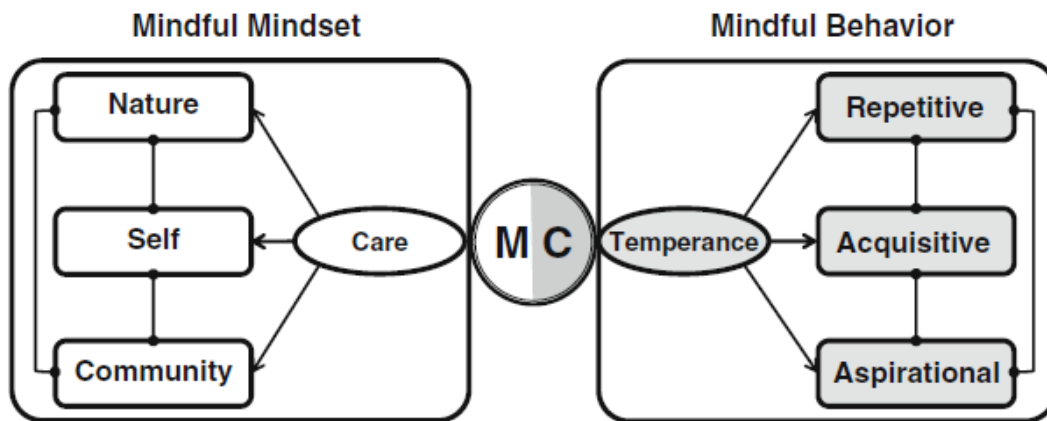 Mindful Mindset
Mindful Behavior
Nature
Self
Community
Care
M C
Temperance
Repetitive
Acquisitive
Aspirational